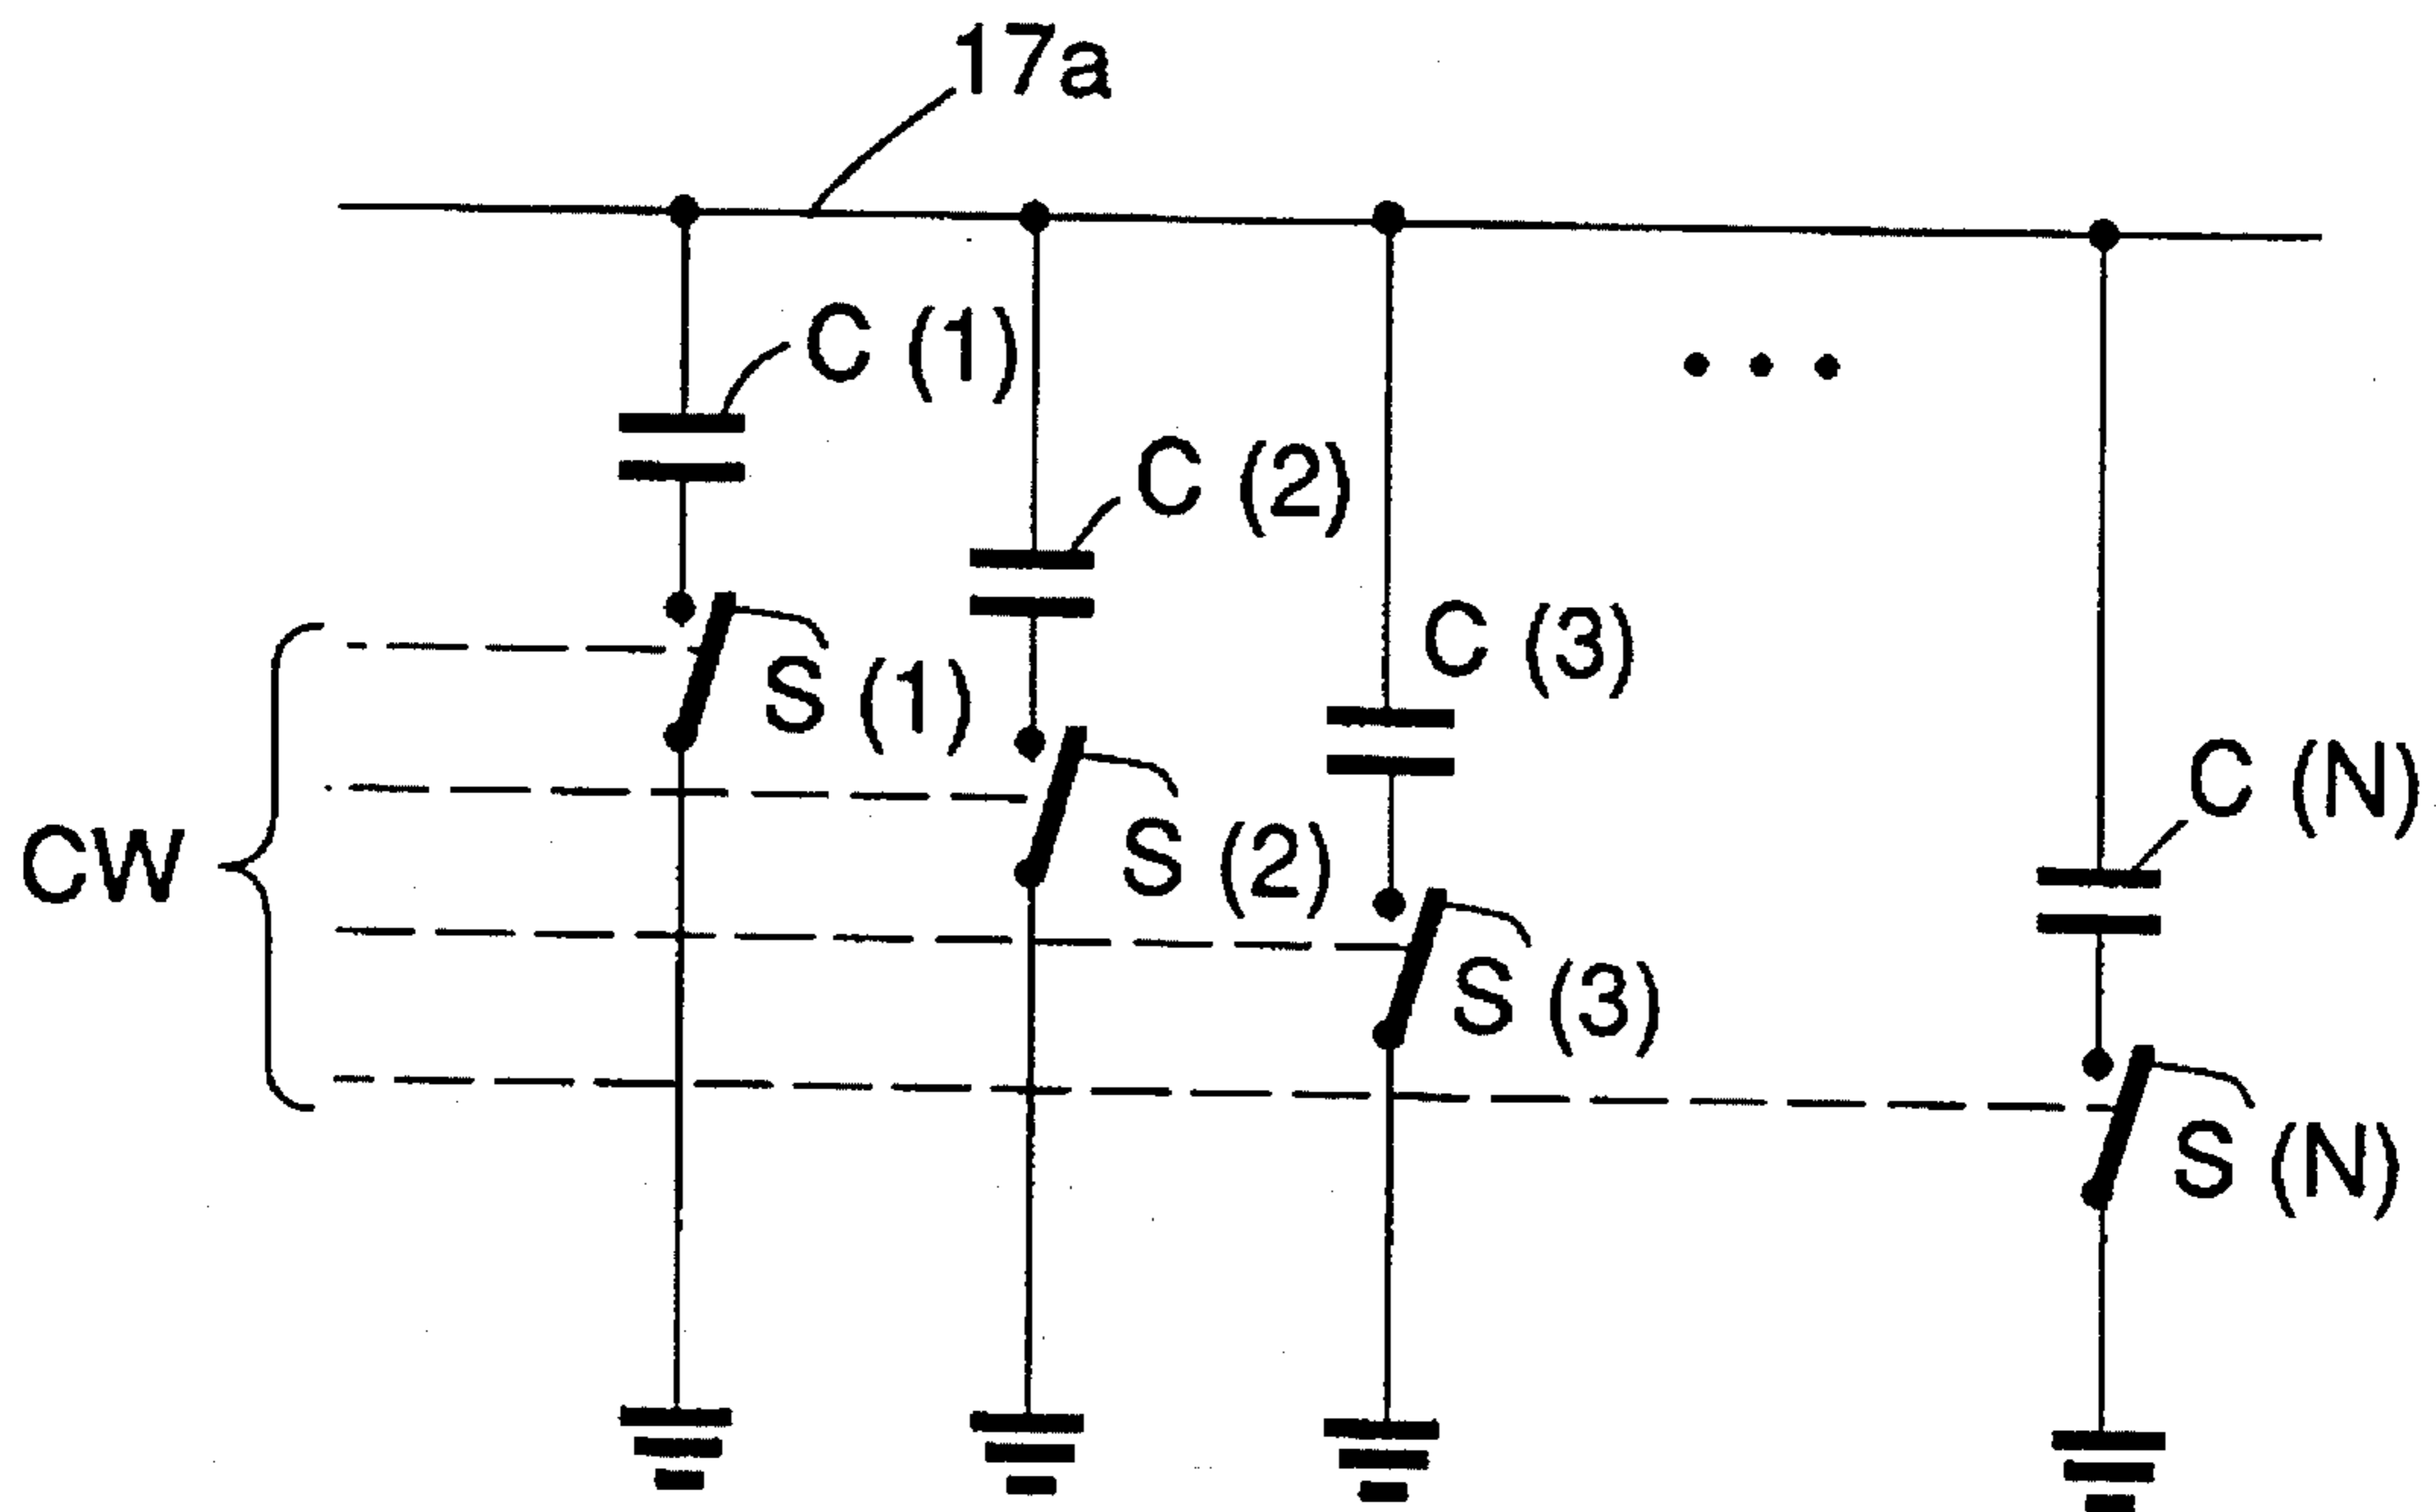 17a
C (1)
C (2)
C (3)
C (N)
S (1)
S (2)
S (3)
S (N)
CW